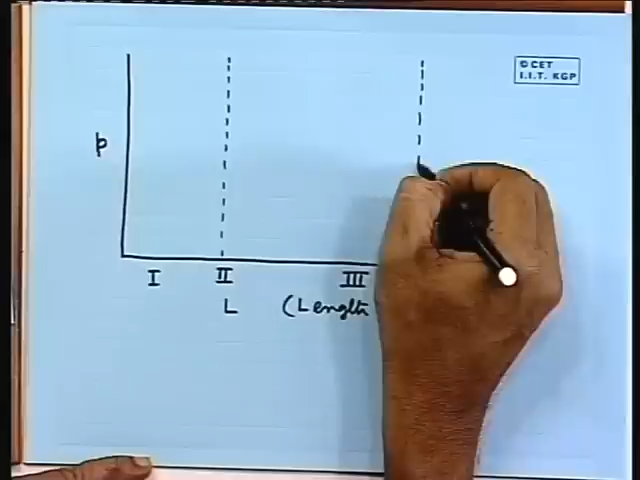 © CET
I.I.T. KGP
p
I II III
L (Length